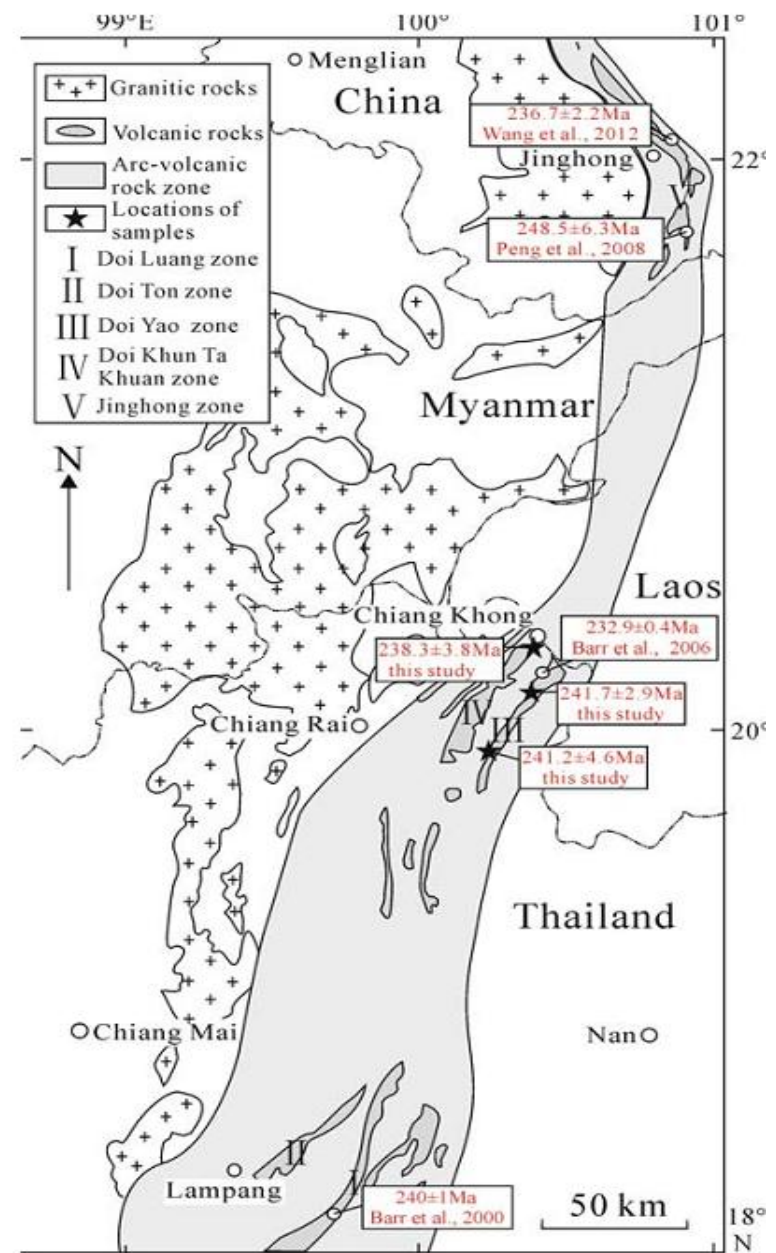 99°E 100° 101°
Granitic rocks
Volcanic rocks
Arc-volcanic
rock zone
Locations of
samples
I Doi Luang zone
II Doi Ton zone
III Doi Yao zone
IV Doi Khun Ta
Khuan zone
V Jinghong zone
N
Menglian
China
236.7±2.2Ma
Wang et al., 2012
Jinghong
22°
V
248.5±6.3Ma
Peng et al., 2008
Myanmar
Laos
Chiang Khong
232.9±0.4Ma
Barr et al., 2006
238.3±3.8Ma
this study
241.7±2.9Ma
this study
IV
III
Chiang Rai
20°
241.2±4.6Ma
this study
Thailand
Chiang Mai
Nan
II
I
Lampang
240±1Ma
Barr et al., 2000
50 km
18°
N